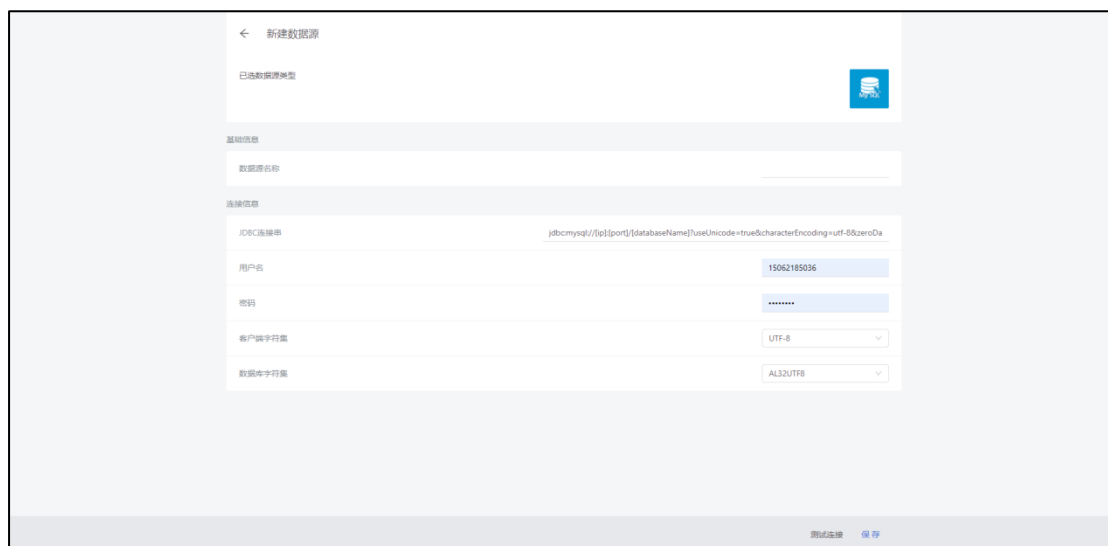 ← 新建数据源
已选数据源类型
My SQL
基础信息
数据源名称
连接信息
JDBC连接串 jdbc:mysql://[ip]:[port]/[databaseName]?useUnicode=true&characterEncoding=utf-8&zeroDa
用户名 15062185036
密码 ••••••••
客户端字符集 UTF-8
数据库字符集 AL32UTF8
测试连接 保存